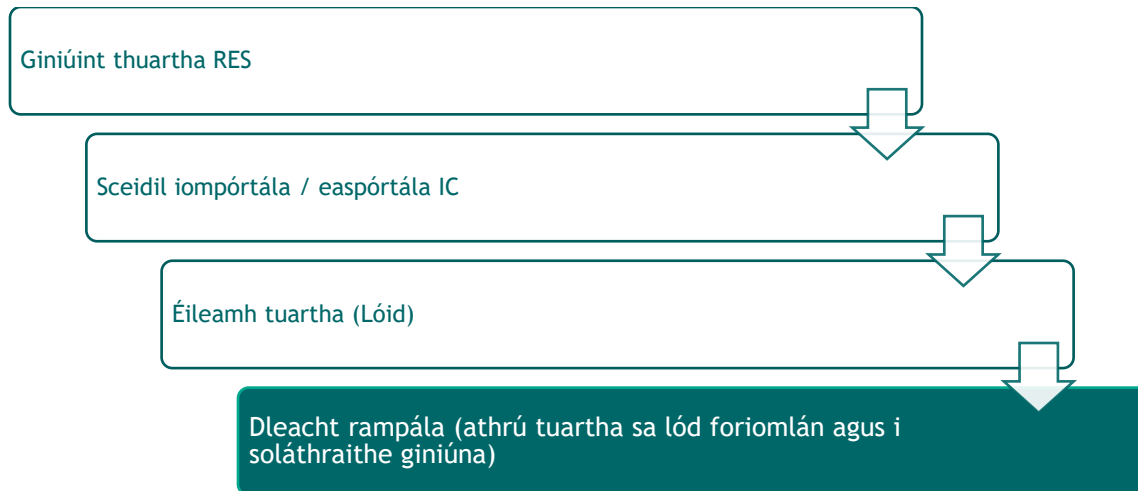 Giniúint thuartha RES
Sceidil iompórtála / easpórtála IC
Éileamh tuartha (Lóid)
Dleacht rampála (athrú tuartha sa lód foriomlán agus i
soláthraithe giniúna)